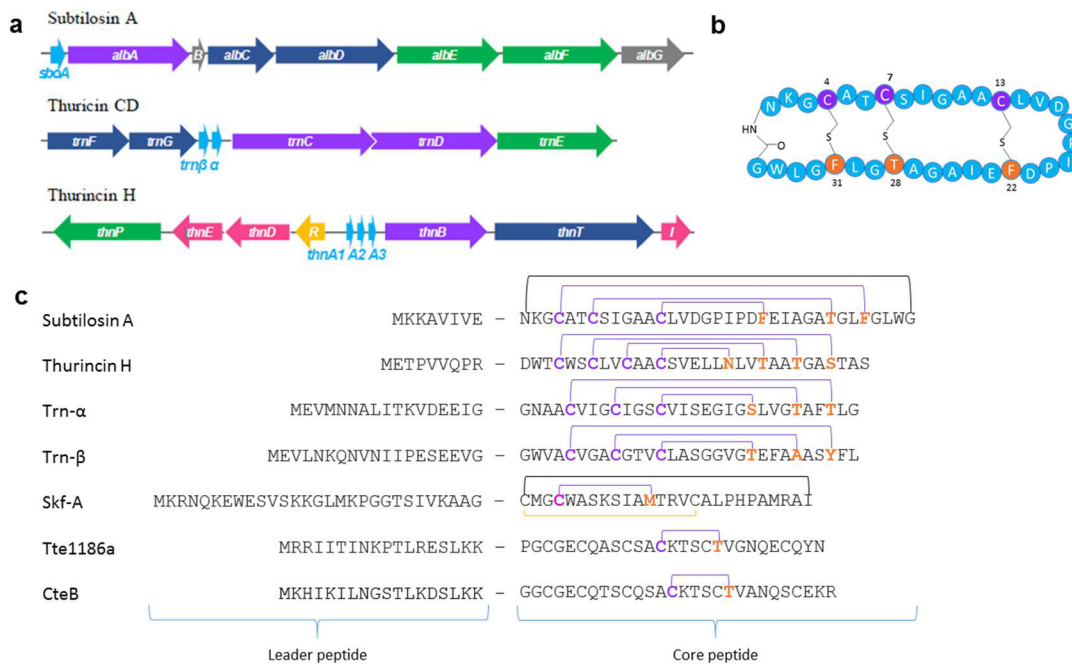 a
Subtilosin A
sboA albA B albC albD albE albF albG
Thuricin CD
trnF trnG trnβ α trnC trnD trnE
Thurincin H
thnP thnE thnD R thnA1 A2 A3 thnB thnT I
b
4 7 13
N K G C A T C S I G A A C L V D G
P
HN S S S
O
G W L G F L G T A G A I E F D P I
31 28 22
c
Subtilosin A MKKAVIVE – NKGCATCSIGAACLVDGPIPDFEIAGATGLFGLWG
Thurincin H METPVVQPR – DWTCWSCLVCAACSVELLNLVTAATGASTAS
Trn-α MEVMNNALITKVDEEIG – GNAACVIGCIGSCVISEGIGSLVGTAFTLG
Trn-β MEVLNKQNVNIIPESEEVG – GWVACVGACGTVCLASGGVGTEFAAASYFL
Skf-A MKRNQKEWESVSKKGLMKPGGTSIVKAAG – CMGCWASKSIAMTRVCALPHPAMRAI
Tte1186a MRRIITINKPTLRESLKK – PGCGECQASCSACKTSCTVGNQECQYN
CteB MKHIKILNGSTLKDSLKK – GGCGECQTSCQSACKTSCTVANQSCEKR
Leader peptide Core peptide